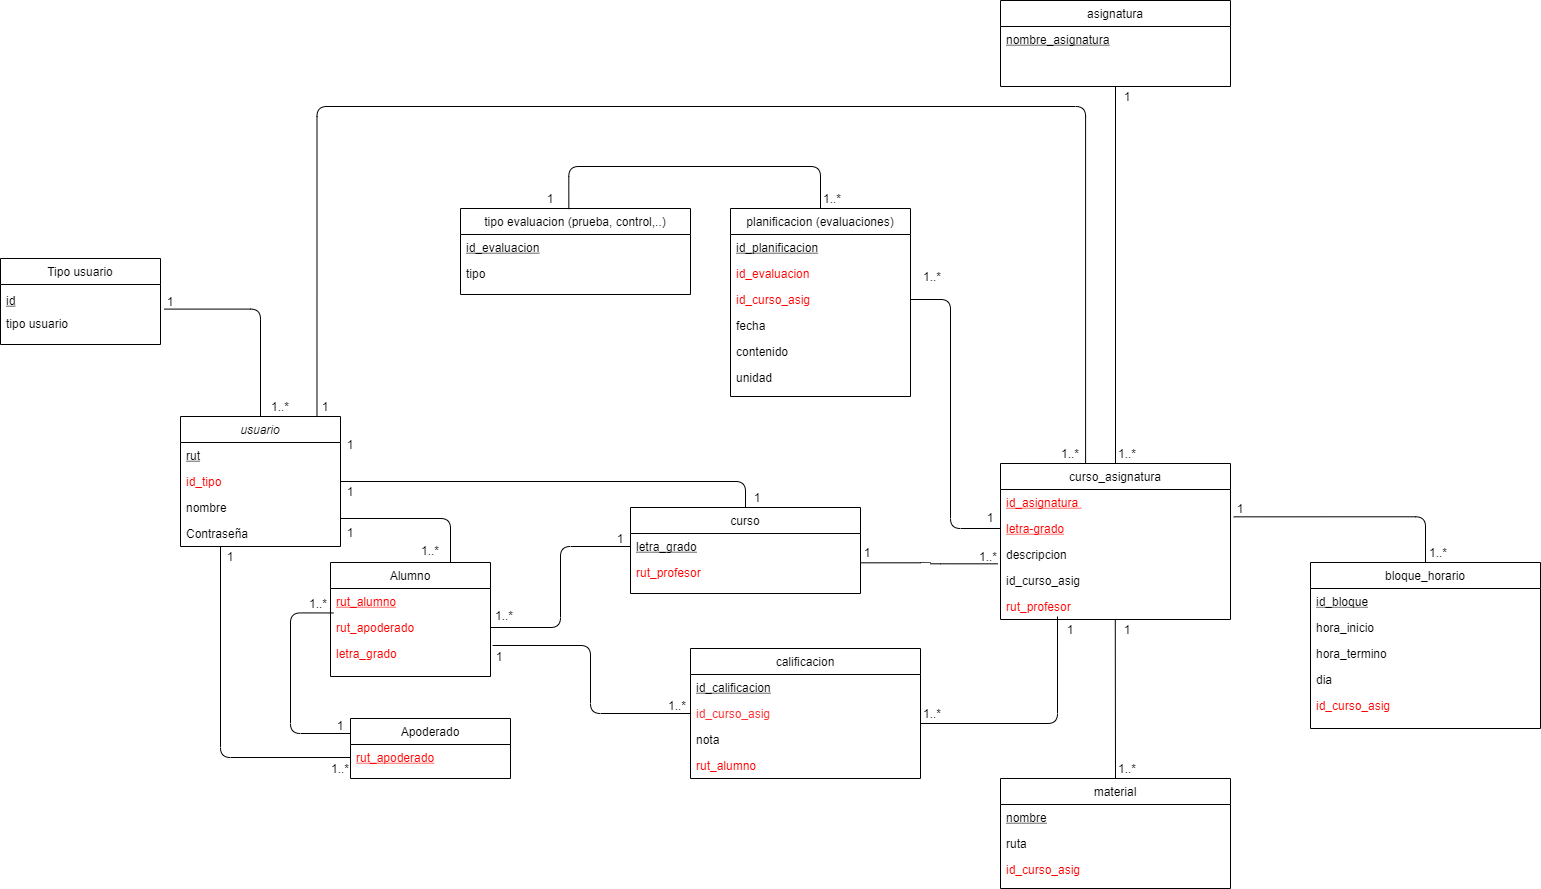 asignatura
nombre_asignatura
1
1
1..*
tipo evaluacion (prueba, control,..)
id_evaluacion
tipo
planificacion (evaluaciones)
id_planificacion
id_evaluacion
id_curso_asig
fecha
contenido
unidad
1..*
Tipo usuario
id
tipo usuario
1
1..*
1
usuario
rut
id_tipo
nombre
Contraseña
1
1
1
1
1..*
1
curso
letra_grado
rut_profesor
1
1
1..*
1..*
1..*
1
curso_asignatura
id_asignatura
letra-grado
descripcion
id_curso_asig
rut_profesor
1
1..*
bloque_horario
id_bloque
hora_inicio
hora_termino
dia
id_curso_asig
Alumno
rut_alumno
rut_apoderado
letra_grado
1..*
1..*
1
1
1
calificacion
id_calificacion
id_curso_asig
nota
rut_alumno
1..*
1..*
Apoderado
rut_apoderado
1
1..*
1..*
material
nombre
ruta
id_curso_asig